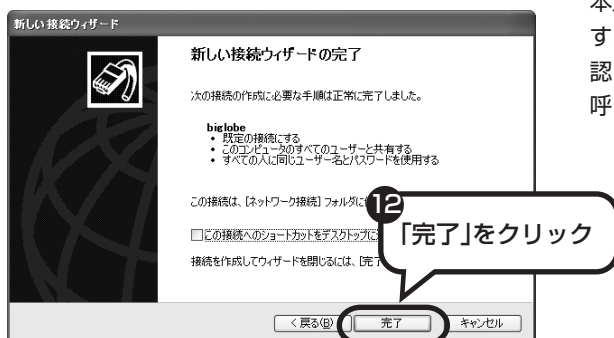 新しい接続ウィザード
新しい接続ウィザードの完了
次の接続の作成に必要な手順は正常に完了しました。
biglobe
• 既定の接続にする
• このコンピュータのすべてのユーザーと共有する
• すべての人に同じユーザー名とパスワードを使用する
この接続は、[ネットワーク接続] フォルダに
□この接続へのショートカットをデスクトップに
接続を作成してウィザードを閉じるには、[完了
12
「完了」をクリック
< 戻る(B)
完了
キャンセル
す
認
呼